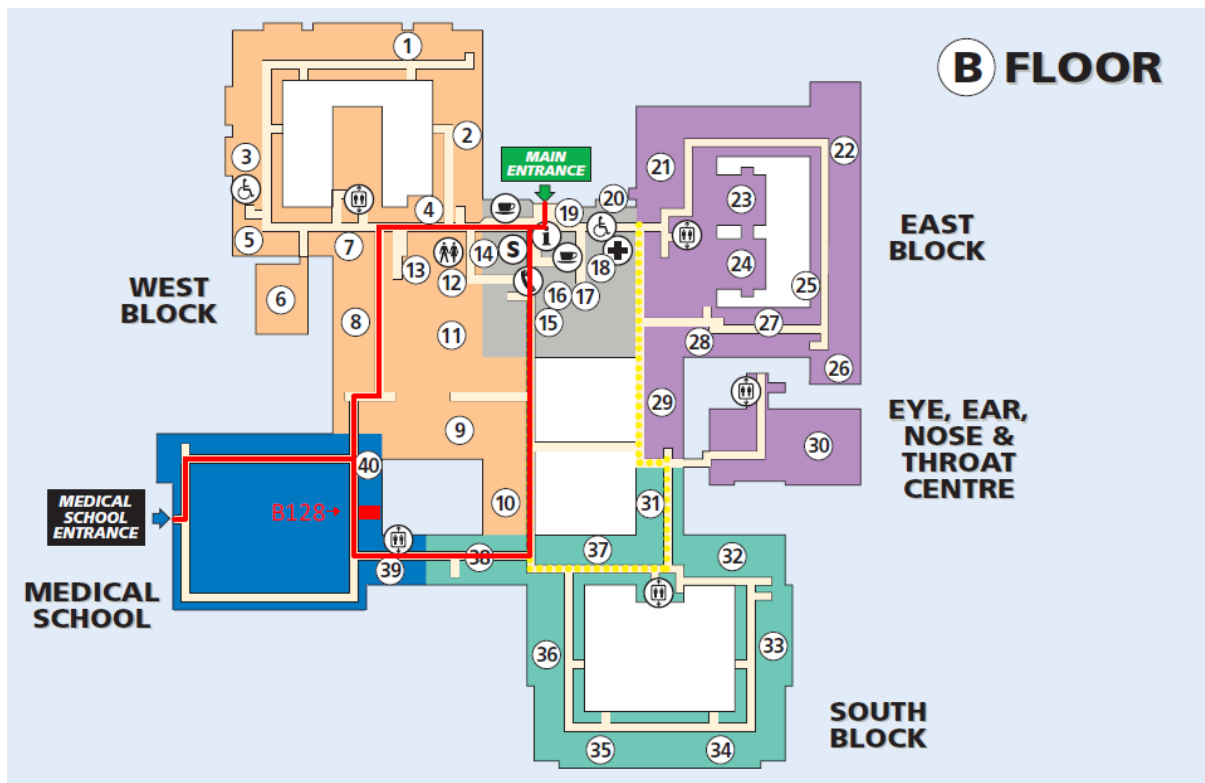 B FLOOR
1
2
MAIN
ENTRANCE
3
4
5
6
7
8
9
10
11
12
13
14
S
i
15
16
17
18
19
20
21
22
23
24
25
26
27
28
29
30
31
32
33
34
35
36
37
38
39
40
WEST
BLOCK
EAST
BLOCK
EYE, EAR,
NOSE &
THROAT
CENTRE
MEDICAL
SCHOOL
ENTRANCE
B128
MEDICAL
SCHOOL
SOUTH
BLOCK